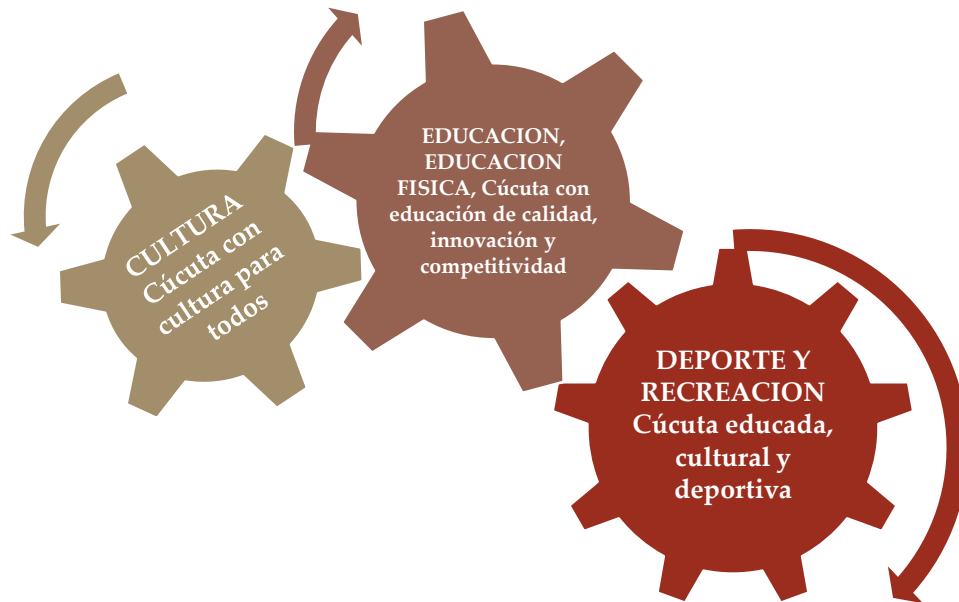 CULTURA
Cúcuta con
cultura para
todos
EDUCACION,
EDUCACION
FISICA, Cúcuta con
educación de calidad,
innovación y
competitividad
DEPORTE Y
RECREACION
Cúcuta educada,
cultural y
deportiva